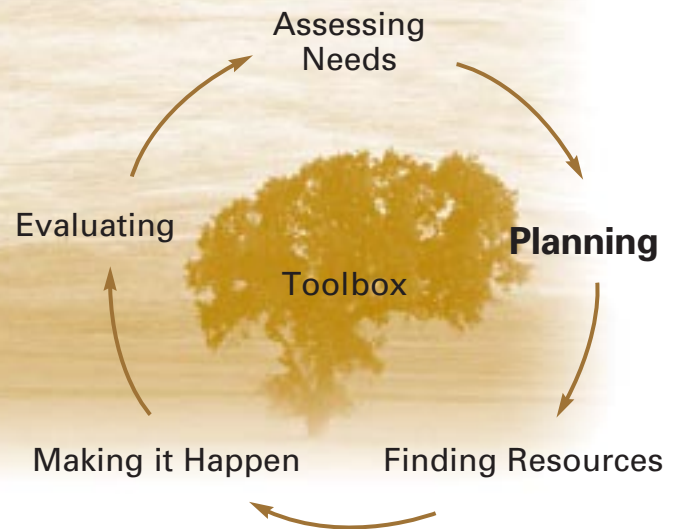 Assessing
Needs
Evaluating
Planning
Toolbox
Making it Happen
Finding Resources